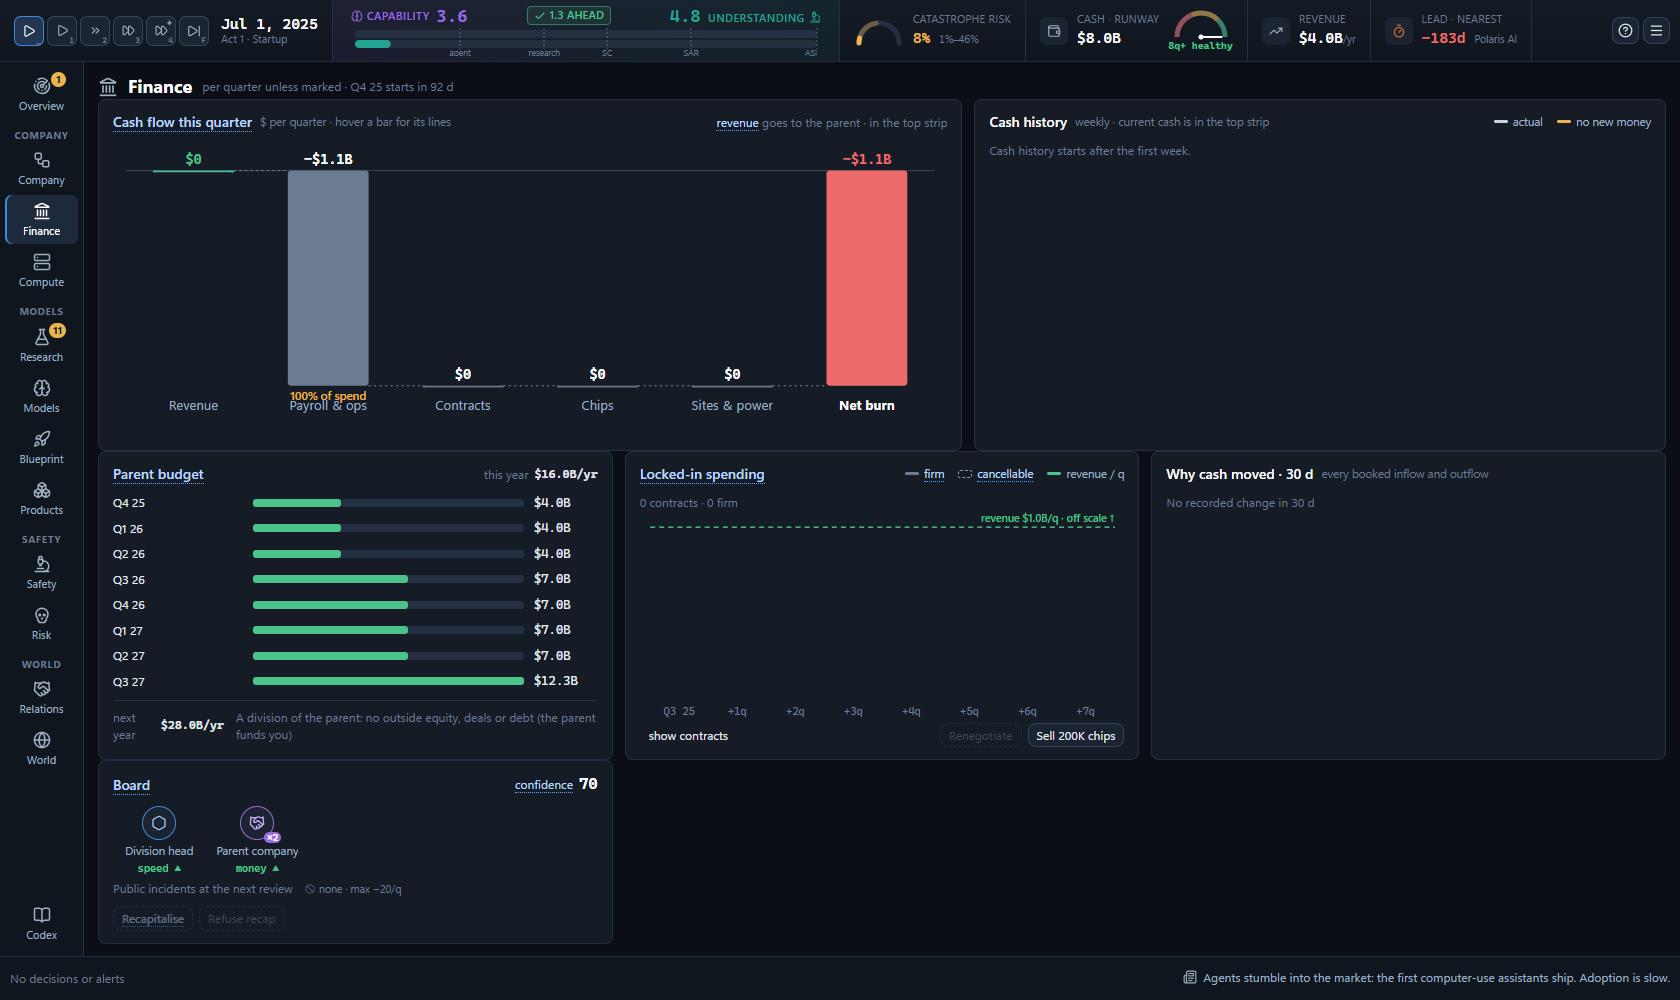 Jul 1, 2025
Act 1 · Startup
1
2
3
4
F
CAPABILITY 3.6
1.3 AHEAD
4.8 UNDERSTANDING
agent
research
SC
SAR
ASI
CATASTROPHE RISK
8% 1%–46%
CASH · RUNWAY
$8.0B
8q+ healthy
REVENUE
$4.0B/yr
LEAD · NEAREST
−183d Polaris AI
1
Overview
COMPANY
Company
Finance
Compute
MODELS
11
Research
Models
Blueprint
Products
SAFETY
Safety
Risk
WORLD
Relations
World
Codex
Finance per quarter unless marked · Q4 25 starts in 92 d
Cash flow this quarter $ per quarter · hover a bar for its lines
revenue goes to the parent · in the top strip
$0
−$1.1B
$0
$0
$0
−$1.1B
100% of spend
Revenue
Payroll & ops
Contracts
Chips
Sites & power
Net burn
Cash history weekly · current cash is in the top strip
actual
no new money
Cash history starts after the first week.
Parent budget
this year $16.0B/yr
Q4 25 $4.0B
Q1 26 $4.0B
Q2 26 $4.0B
Q3 26 $7.0B
Q4 26 $7.0B
Q1 27 $7.0B
Q2 27 $7.0B
Q3 27 $12.3B
next year $28.0B/yr
A division of the parent: no outside equity, deals or debt (the parent
funds you)
Locked-in spending
firm
cancellable
revenue / q
0 contracts · 0 firm
revenue $1.0B/q · off scale ↑
Q3 25
+1q
+2q
+3q
+4q
+5q
+6q
+7q
show contracts
Renegotiate
Sell 200K chips
Why cash moved · 30 d every booked inflow and outflow
No recorded change in 30 d
Board
confidence 70
Division head
speed ▲
×2
Parent company
money ▲
Public incidents at the next review
none · max −20/q
Recapitalise
Refuse recap
No decisions or alerts
Agents stumble into the market: the first computer-use assistants ship. Adoption is slow.